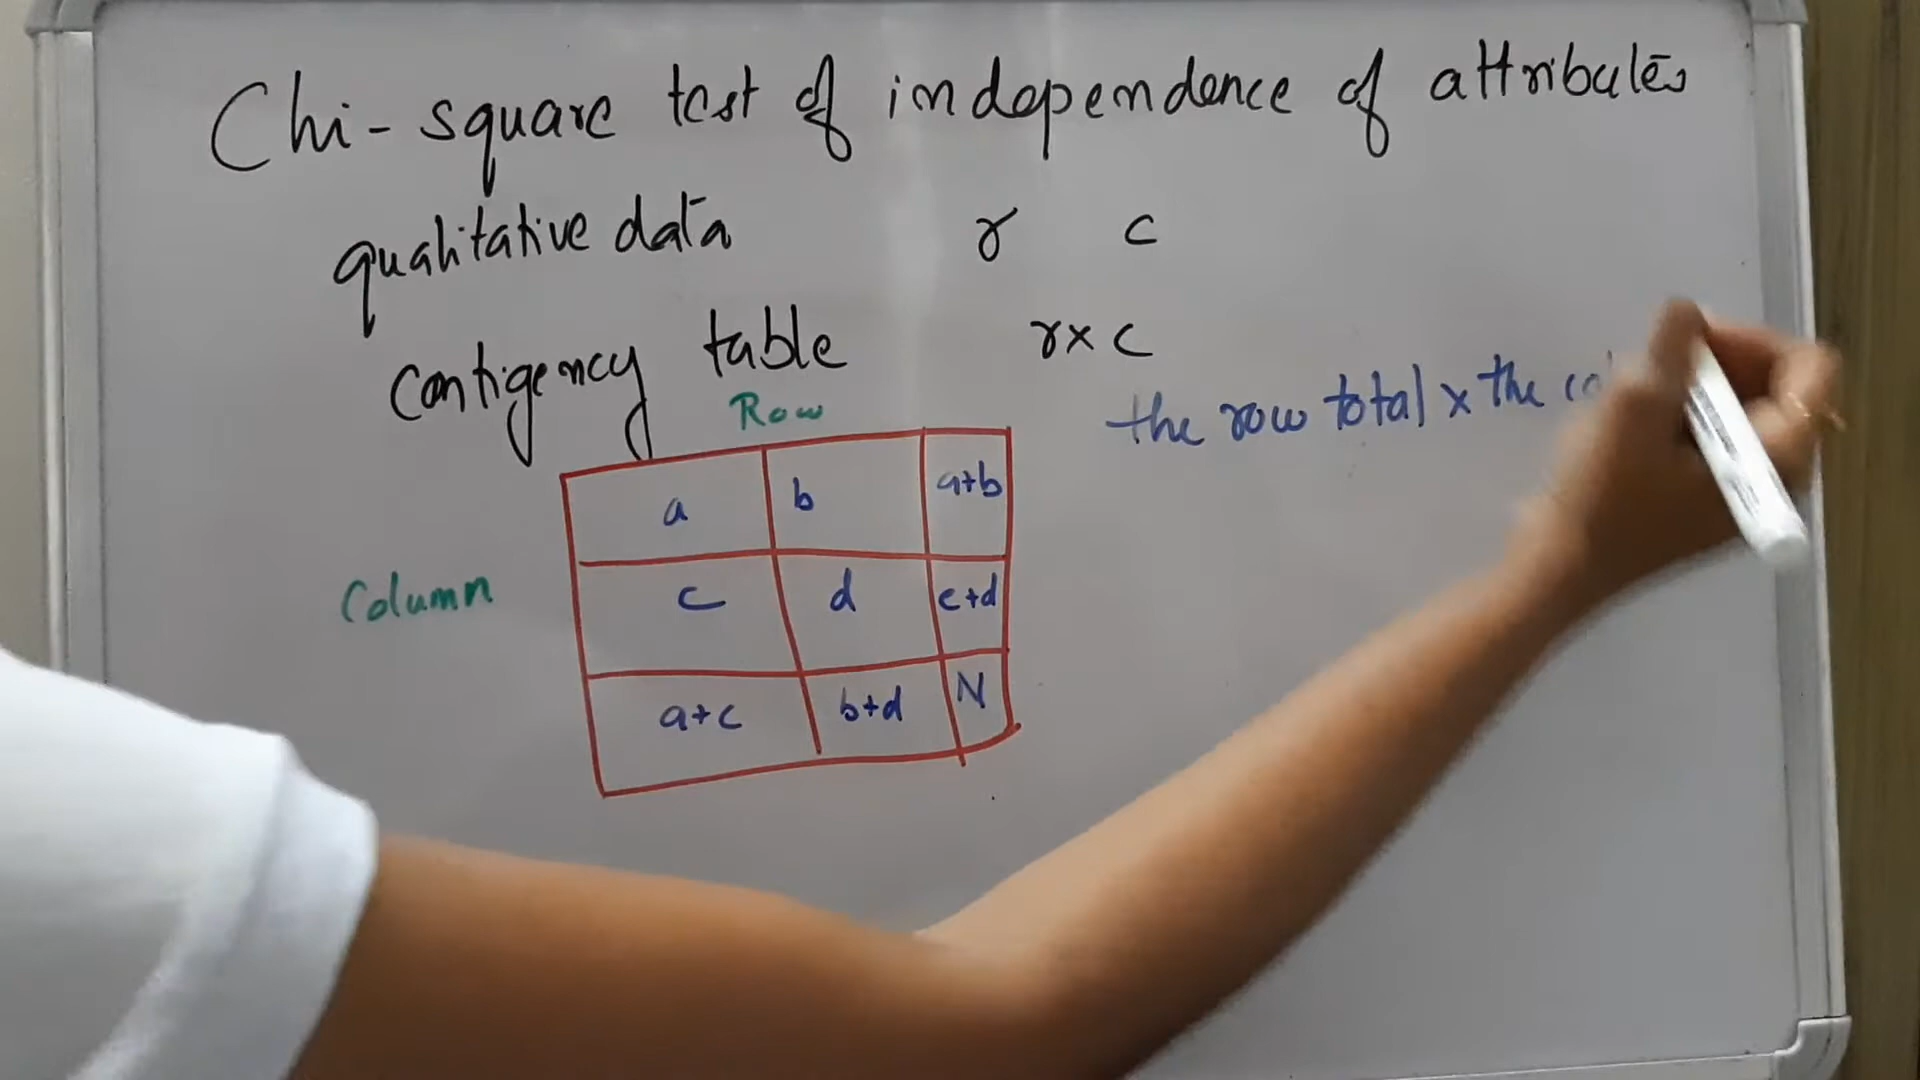 Chi-square test of independence of attributes
qualitative data r c
contigency table r x c
Row
the row total x the
a b a+b
Column
c d c+d
a+c b+d N